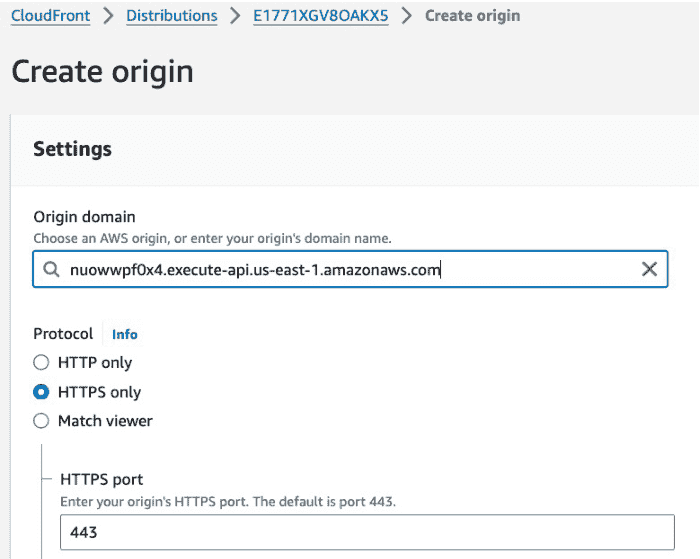 CloudFront > Distributions > E1771XGV8OAKX5 > Create origin
Create origin
Settings
Origin domain
Choose an AWS origin, or enter your origin's domain name.
nuowwpf0x4.execute-api.us-east-1.amazonaws.com
Protocol Info
HTTP only
HTTPS only
Match viewer
HTTPS port
Enter your origin's HTTPS port. The default is port 443.
443